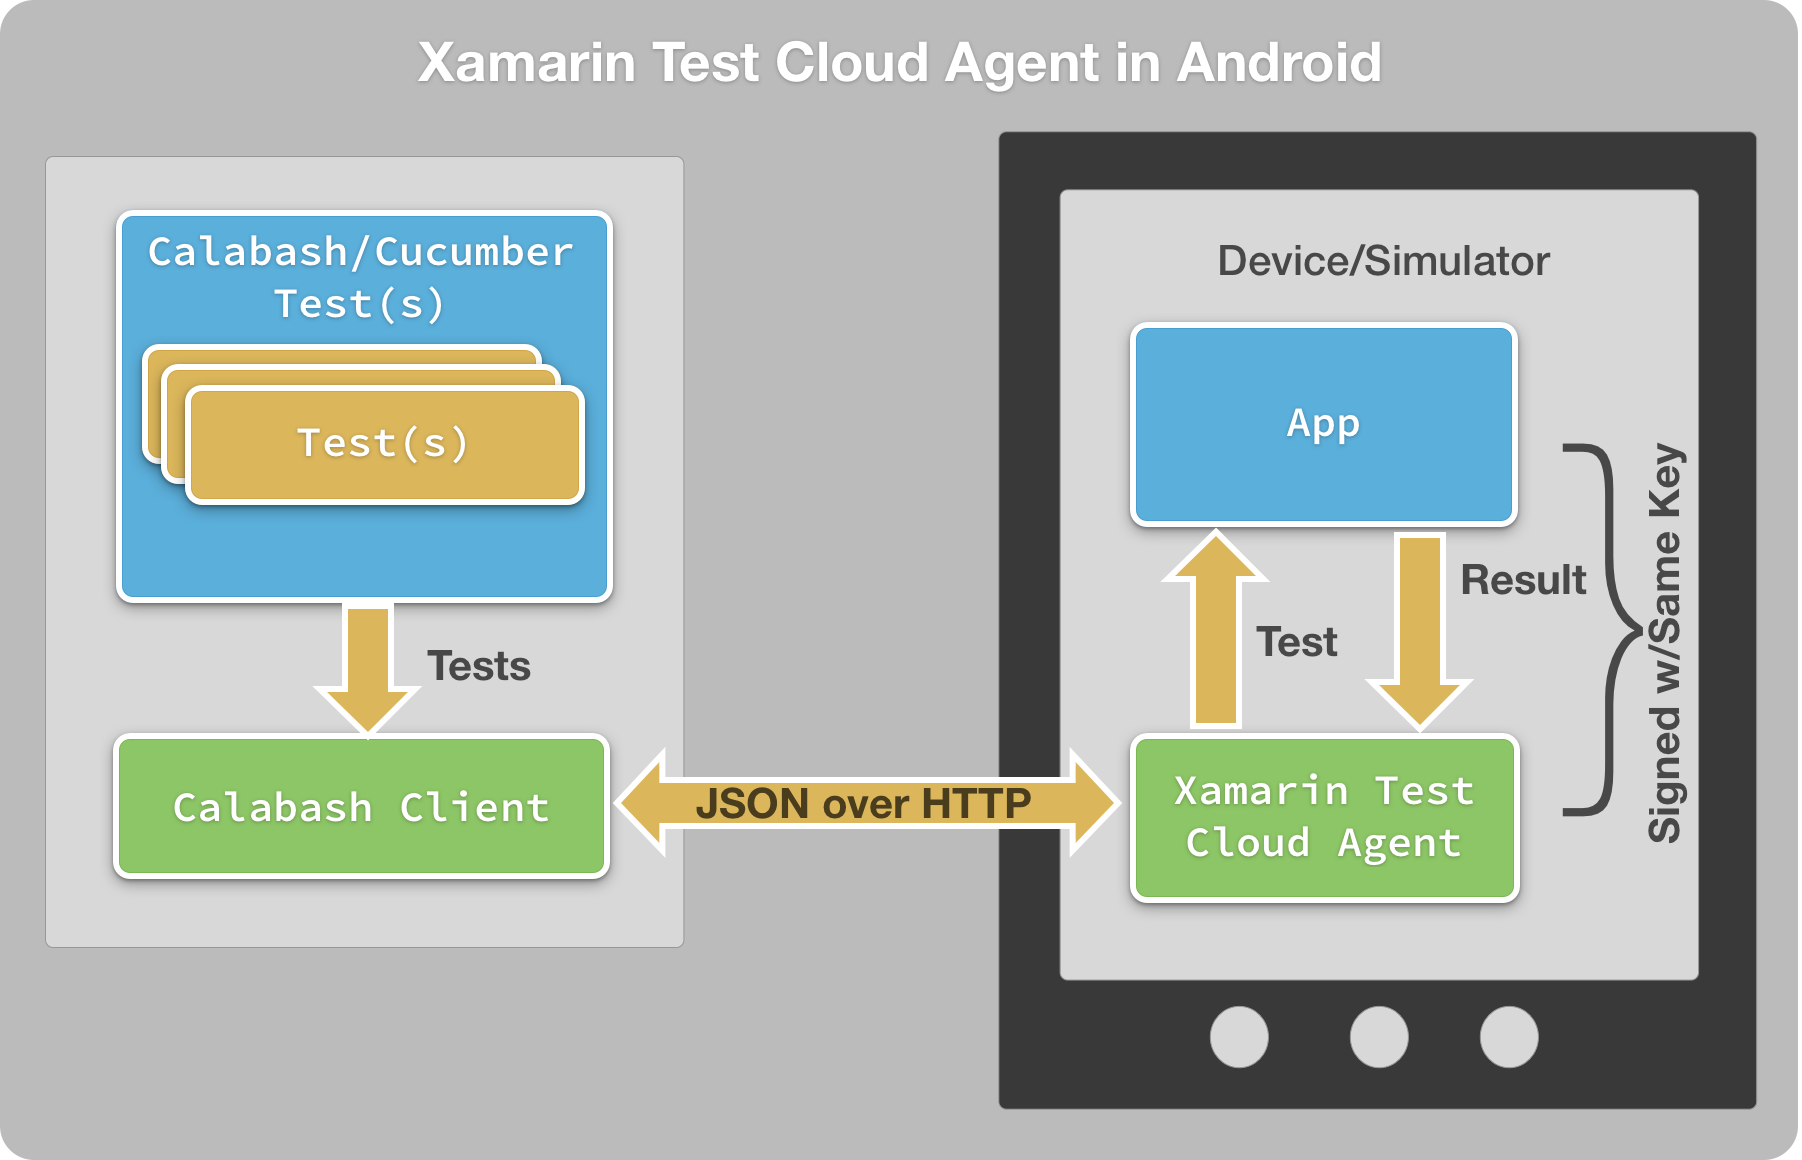 Xamarin Test Cloud Agent in Android
Calabash/Cucumber
Test(s)
Test(s)
Tests
Calabash Client
JSON over HTTP
Device/Simulator
App
Result
Test
Xamarin Test
Cloud Agent
Signed w/Same Key